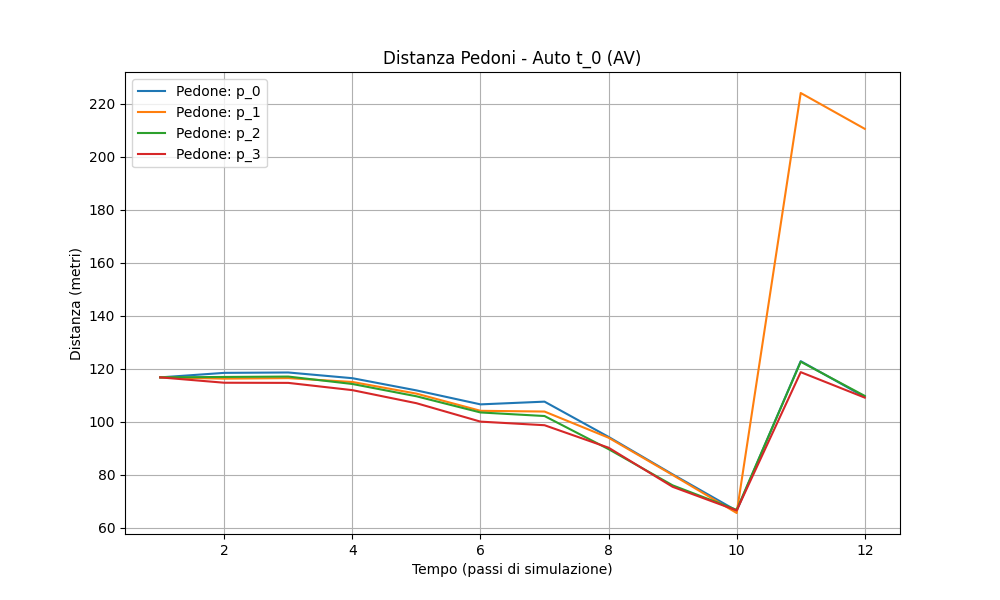 Distanza Pedoni - Auto t_0 (AV)
Pedone: p_0
Pedone: p_1
Pedone: p_2
Pedone: p_3
220
200
180
160
140
120
100
80
60
Distanza (metri)
2 4 6 8 10 12
Tempo (passi di simulazione)